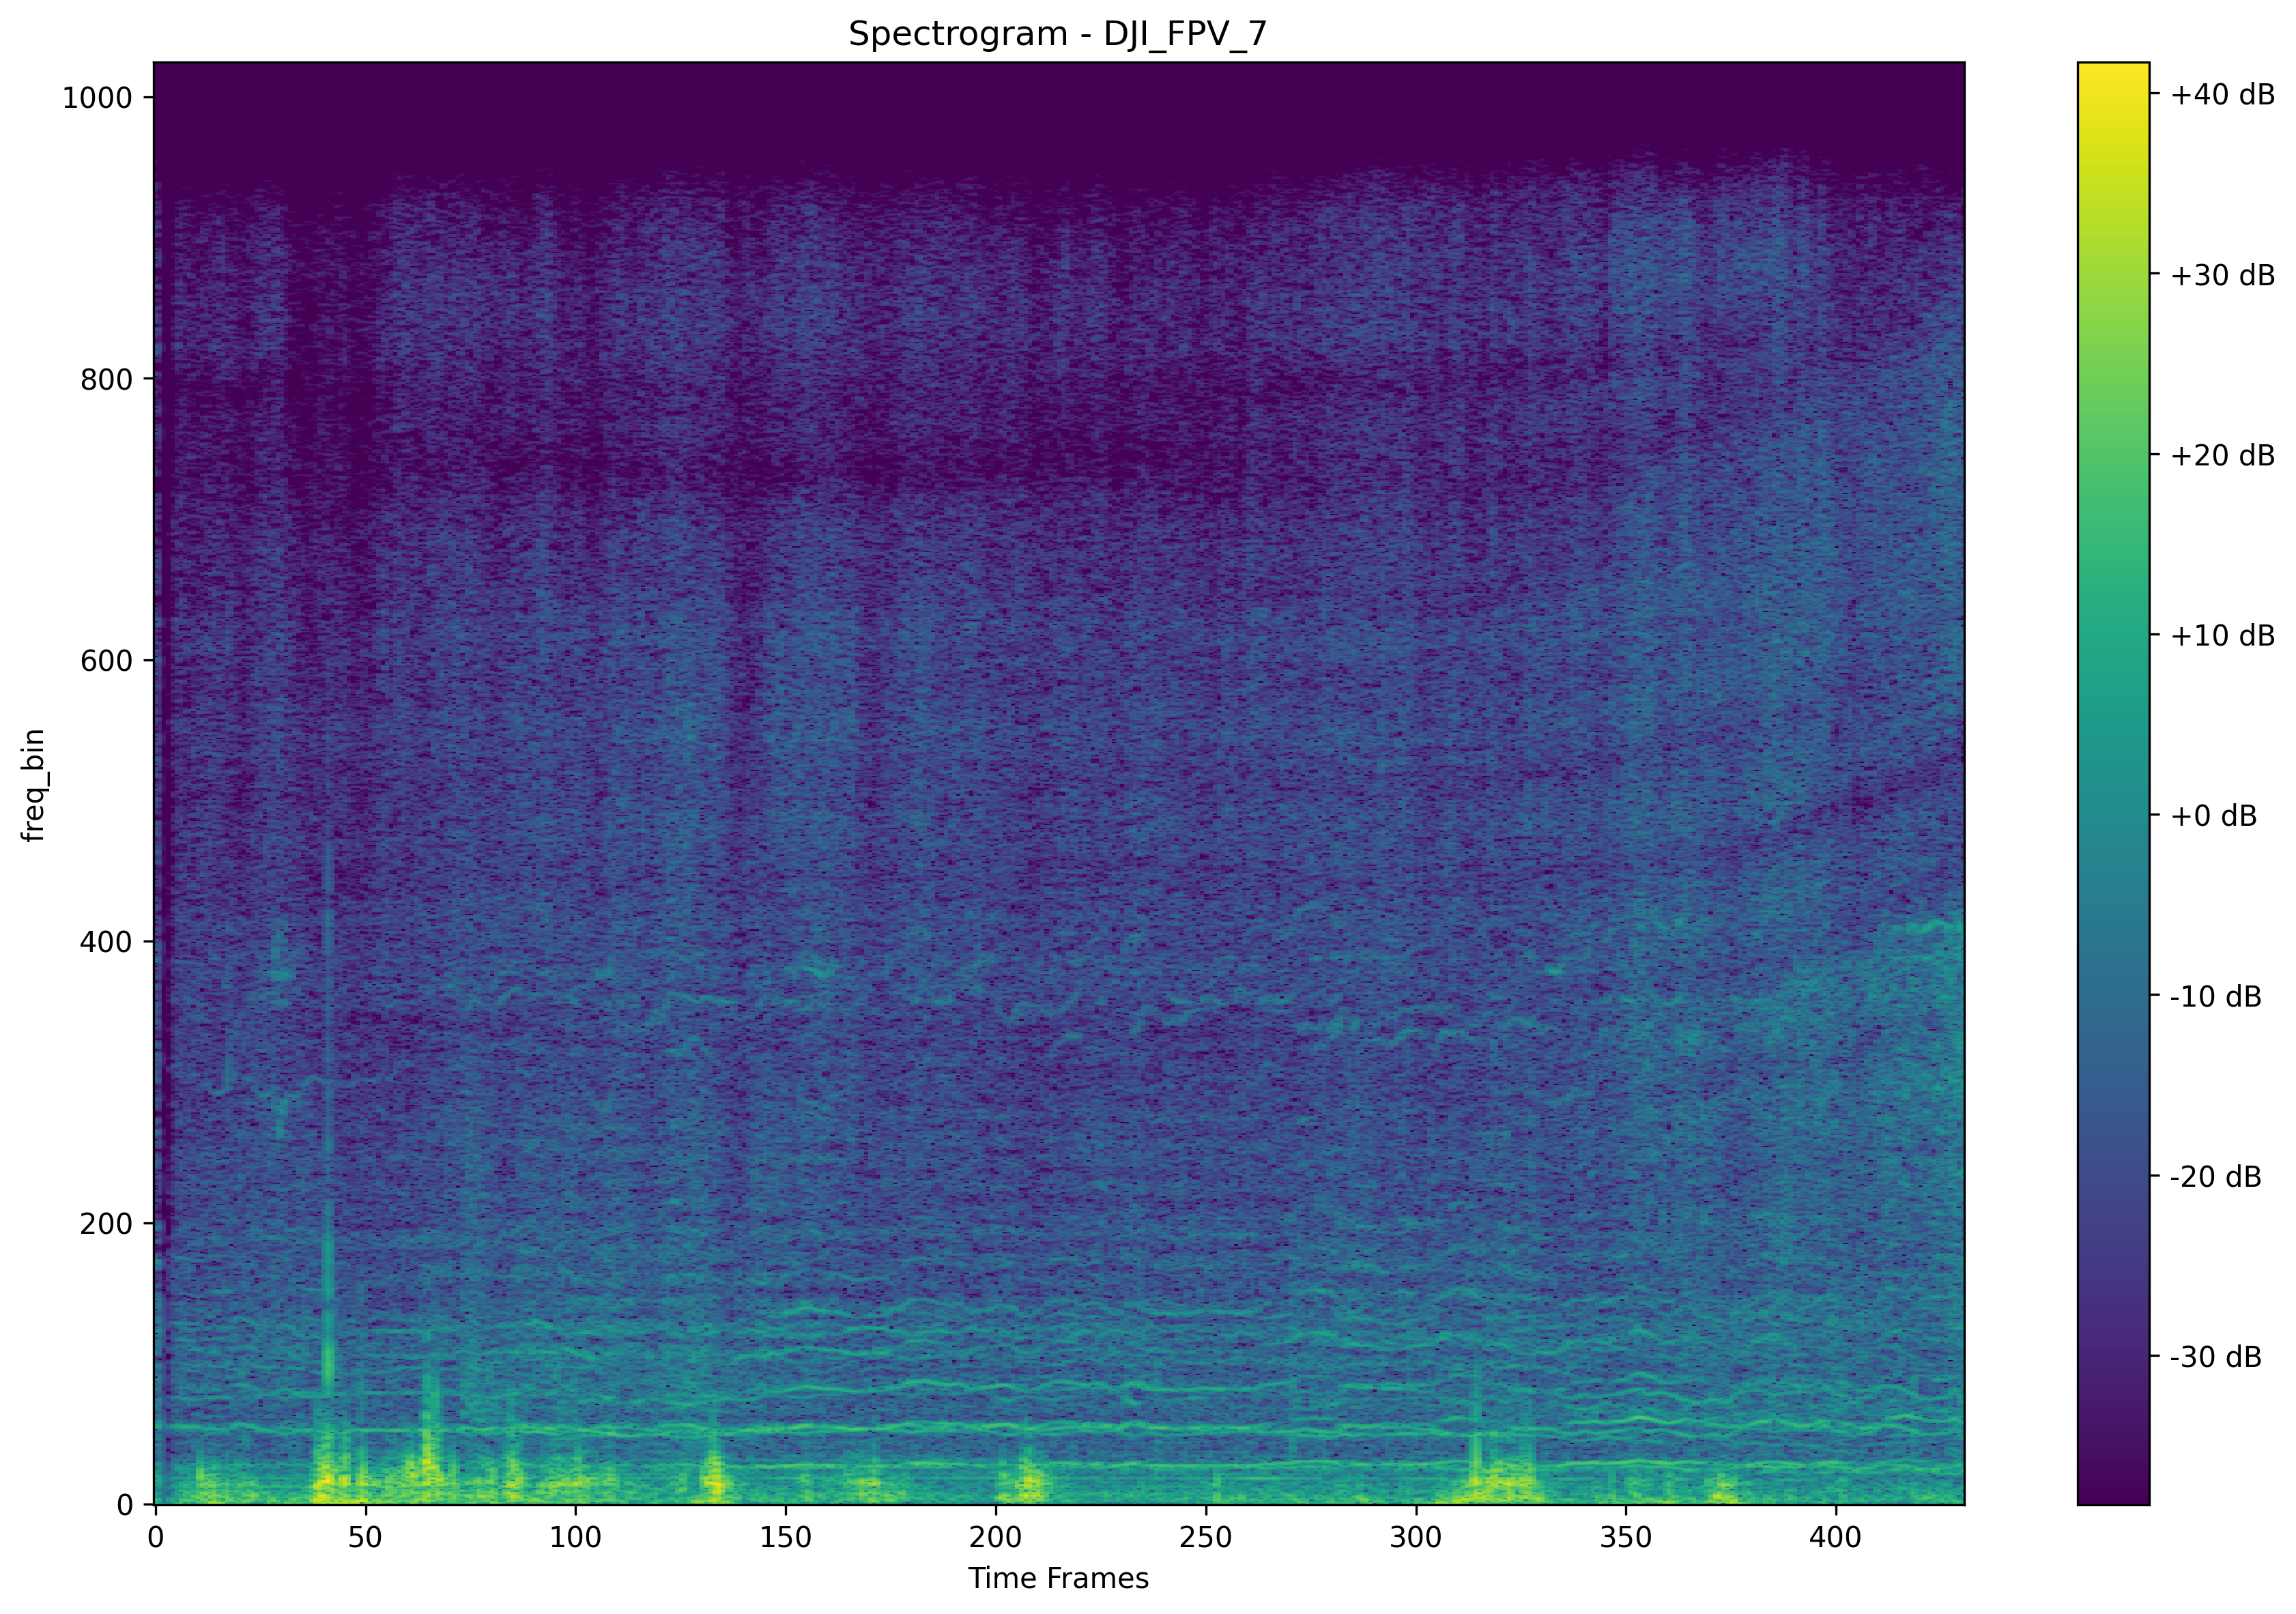 Spectrogram - DJI_FPV_7
1000
800
600
400
200
0
freq_bin
0 50 100 150 200 250 300 350 400
Time Frames
+40 dB
+30 dB
+20 dB
+10 dB
+0 dB
-10 dB
-20 dB
-30 dB